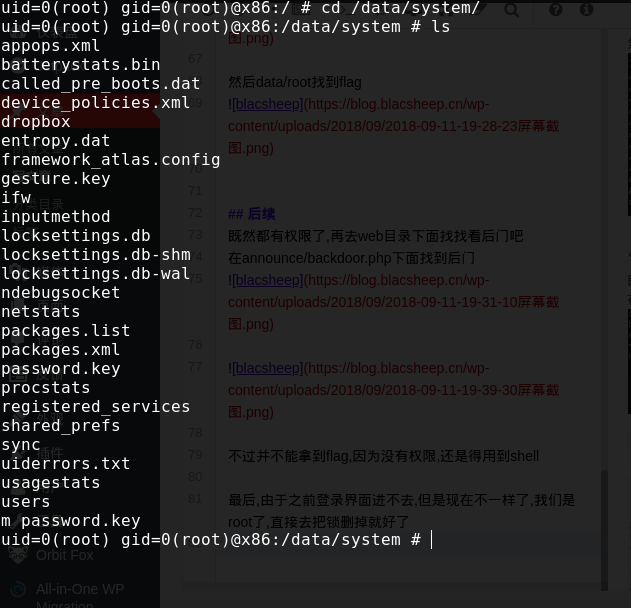 uid=0(root) gid=0(root)@x86:/ # cd /data/system/
uid=0(root) gid=0(root)@x86:/data/system # ls
appops.xml
batterystats.bin
called_pre_boots.dat
device_policies.xml
dropbox
entropy.dat
framework_atlas.config
gesture.key
ifw
inputmethod
locksettings.db
locksettings.db-shm
locksettings.db-wal
ndebugsocket
netstats
packages.list
packages.xml
password.key
procstats
registered_services
shared_prefs
sync
uiderrors.txt
usagestats
users
m password.key
uid=0(root) gid=0(root)@x86:/data/system #
图.png)
67
然后data/root找到flag
69
![blacksheep](https://blog.blacsheep.cn/wp-
content/uploads/2018/09/2018-09-11-19-28-23屏幕截
图.png)
70
71
72 ## 后续
73 既然都有权限了,再去web目录下面找找看后门吧
74 在announce/backdoor.php下面找到后门
75 ![blacksheep](https://blog.blacsheep.cn/wp-
content/uploads/2018/09/2018-09-11-19-31-10屏幕截
图.png)
76
77 ![blacksheep](https://blog.blacsheep.cn/wp-
content/uploads/2018/09/2018-09-11-19-39-30屏幕截
图.png)
78
79 不过并不能拿到flag,因为没有权限,还是得用到shell
80
81 最后,由于之前登录界面进不去,但是现在不一样了,我们是
root了,直接去把锁删掉就好了
插件
Orbit Fox
All-in-One WP
Migration